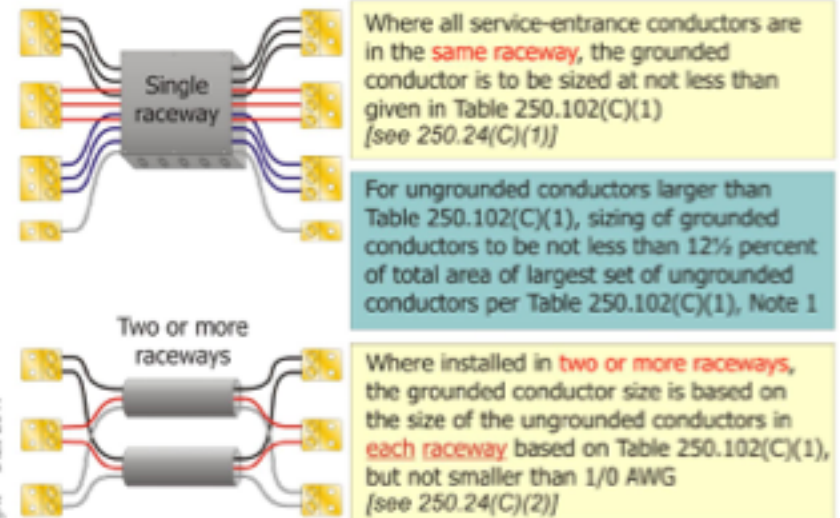 Single
raceway
Where all service-entrance conductors are
in the same raceway, the grounded
conductor is to be sized at not less than
given in Table 250.102(C)(1)
[see 250.24(C)(1)]
For ungrounded conductors larger than
Table 250.102(C)(1), sizing of grounded
conductors to be not less than 12½ percent
of total area of largest set of ungrounded
conductors per Table 250.102(C)(1), Note 1
Two or more
raceways
Where installed in two or more raceways,
the grounded conductor size is based on
the size of the ungrounded conductors in
each raceway based on Table 250.102(C)(1),
but not smaller than 1/0 AWG
[see 250.24(C)(2)]